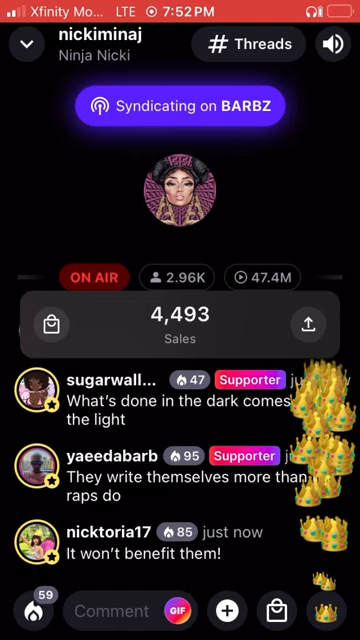 Xfinity Mo... LTE 7:52 PM
nickiminaj
Ninja Nicki
# Threads
Syndicating on BARBZ
ON AIR 2.96K 47.4M
4,493
Sales
sugarwall... 47 Supporter
What's done in the dark comes
the light
yaeedabarb 95 Supporter
They write themselves more than
raps do
nicktoria17 85 just now
It won't benefit them!
59
Comment GIF